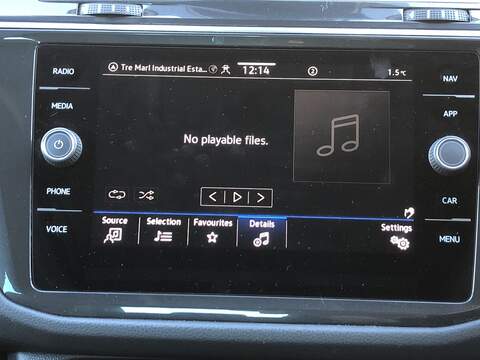 RADIO
MEDIA
PHONE
VOICE
Tre Marl Industrial Esta...
12:14
2
1.5°C
No playable files.
Source
Selection
Favourites
Details
Settings
NAV
APP
CAR
MENU